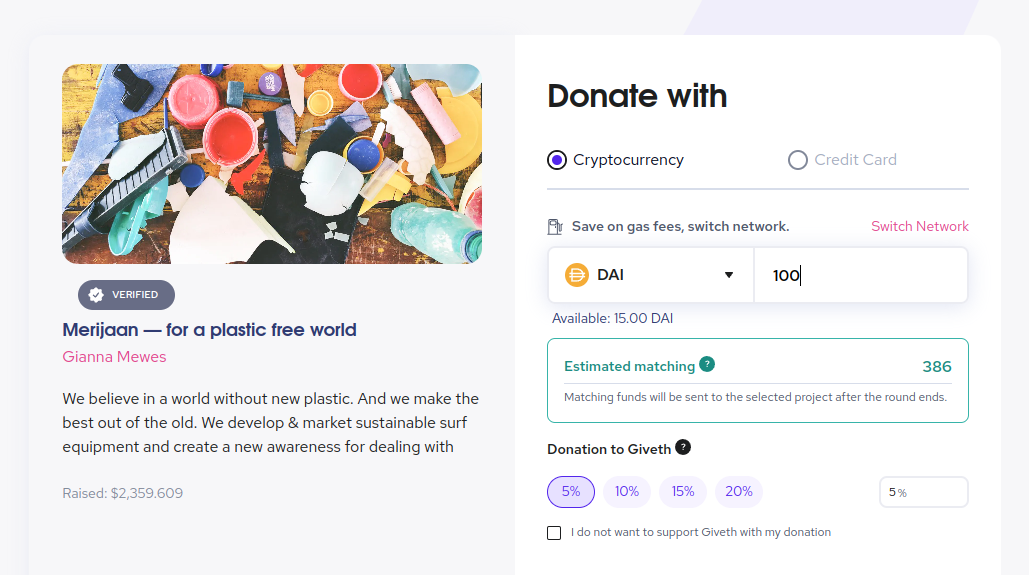 VERIFIED
Merijaan — for a plastic free world
Gianna Mewes
We believe in a world without new plastic. And we make the
best out of the old. We develop & market sustainable surf
equipment and create a new awareness for dealing with
Raised: $2,359.609
Donate with
Cryptocurrency
Credit Card
Save on gas fees, switch network.
Switch Network
DAI
100
Available: 15.00 DAI
Estimated matching ?
386
Matching funds will be sent to the selected project after the round ends.
Donation to Giveth ?
5%
10%
15%
20%
5 %
I do not want to support Giveth with my donation